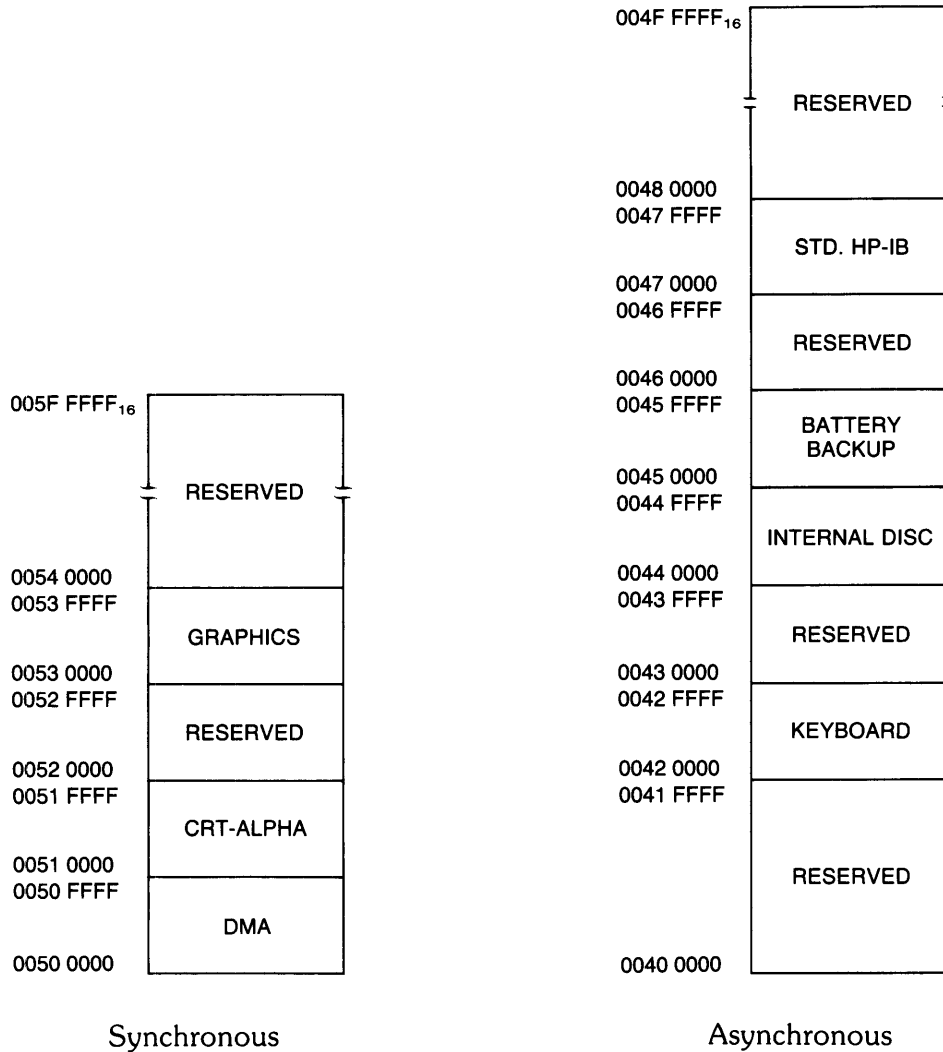 005F FFFF₁₆
RESERVED
0054 0000
0053 FFFF
GRAPHICS
0053 0000
0052 FFFF
RESERVED
0052 0000
0051 FFFF
CRT-ALPHA
0051 0000
0050 FFFF
DMA
0050 0000
Synchronous
004F FFFF₁₆
RESERVED
0048 0000
0047 FFFF
STD. HP-IB
0047 0000
0046 FFFF
RESERVED
0046 0000
0045 FFFF
BATTERY
BACKUP
0045 0000
0044 FFFF
INTERNAL DISC
0044 0000
0043 FFFF
RESERVED
0043 0000
0042 FFFF
KEYBOARD
0042 0000
0041 FFFF
RESERVED
0040 0000
Asynchronous